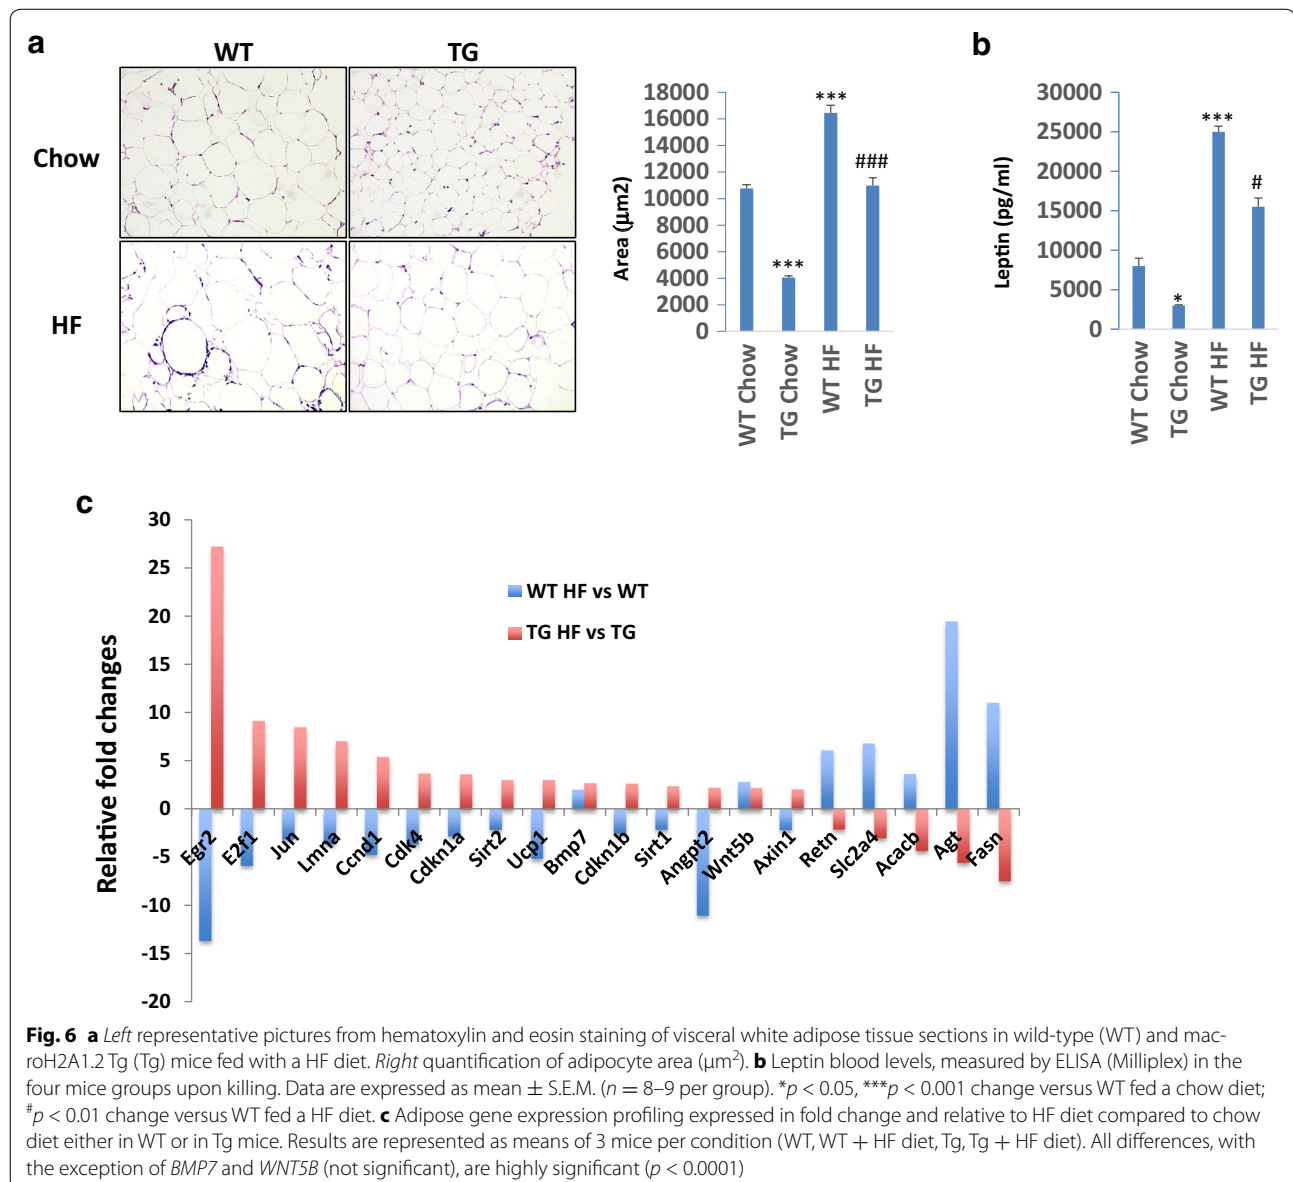 a
WT
TG
Chow
HF
18000
16000
14000
12000
10000
8000
6000
4000
2000
0
Area (μm2)
***
***
###
WT Chow
TG Chow
WT HF
TG HF
b
30000
25000
20000
15000
10000
5000
0
Leptin (pg/ml)
*
***
#
WT Chow
TG Chow
WT HF
TG HF
c
30
25
20
15
10
5
0
-5
-10
-15
-20
Relative fold changes
WT HF vs WT
TG HF vs TG
Egr2
E2f1
Jun
Lmna
Ccnd1
Cdk4
Cdkn1a
Sirt2
Ucp1
Bmp7
Cdkn1b
Sirt1
Angpt2
Wnt5b
Axin1
Retn
Slc2a4
Acacb
Agt
Fasn
Fig. 6 a Left representative pictures from hematoxylin and eosin staining of visceral white adipose tissue sections in wild-type (WT) and mac-
roH2A1.2 Tg (Tg) mice fed with a HF diet. Right quantification of adipocyte area (μm²). b Leptin blood levels, measured by ELISA (Milliplex) in the
four mice groups upon killing. Data are expressed as mean ± S.E.M. (n = 8–9 per group). *p < 0.05, ***p < 0.001 change versus WT fed a chow diet;
#p < 0.01 change versus WT fed a HF diet. c Adipose gene expression profiling expressed in fold change and relative to HF diet compared to chow
diet either in WT or in Tg mice. Results are represented as means of 3 mice per condition (WT, WT + HF diet, Tg, Tg + HF diet). All differences, with
the exception of BMP7 and WNT5B (not significant), are highly significant (p < 0.0001)